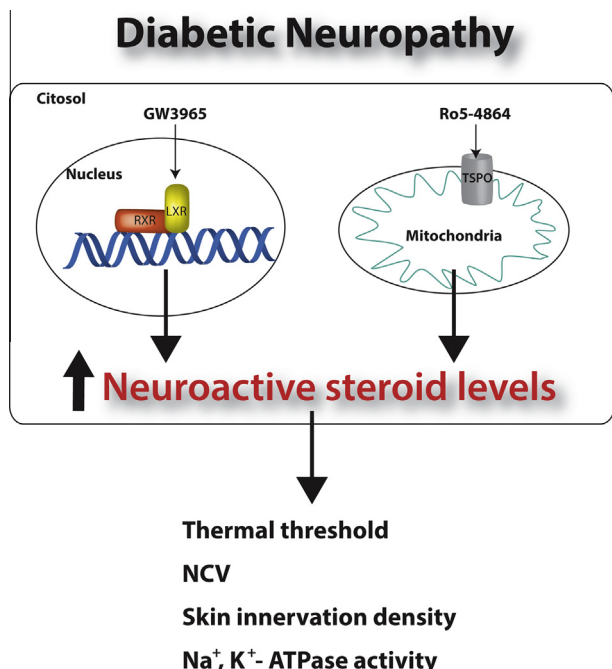 Diabetic Neuropathy
Citosol
GW3965
Ro5-4864
Nucleus
TSPO
RXR
LXR
Mitochondria
Neuroactive steroid levels
Thermal threshold
NCV
Skin innervation density
Na⁺, K⁺- ATPase activity